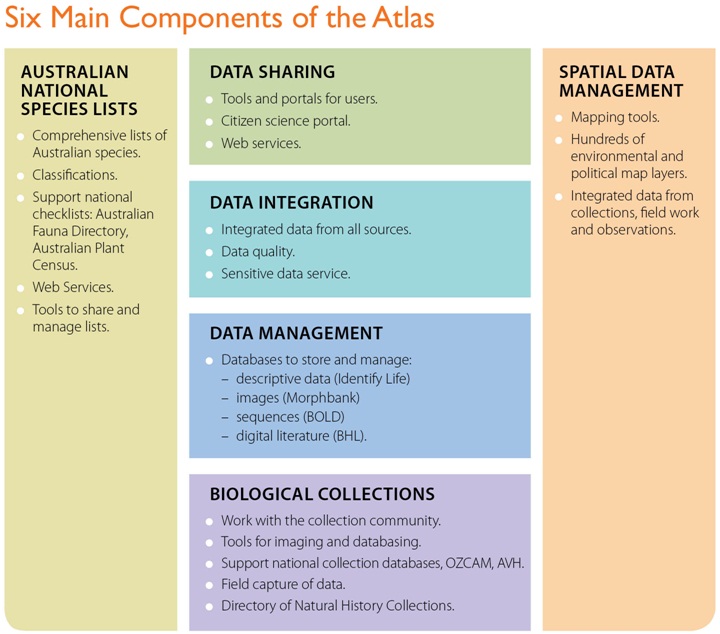 Six Main Components of the Atlas
AUSTRALIAN
NATIONAL
SPECIES LISTS
Comprehensive lists of
Australian species.
Classifications.
Support national
checklists: Australian
Fauna Directory,
Australian Plant
Census.
Web Services.
Tools to share and
manage lists.
DATA SHARING
Tools and portals for users.
Citizen science portal.
Web services.
DATA INTEGRATION
Integrated data from all sources.
Data quality.
Sensitive data service.
DATA MANAGEMENT
Databases to store and manage:
– descriptive data (Identify Life)
– images (Morphbank)
– sequences (BOLD)
– digital literature (BHL).
BIOLOGICAL COLLECTIONS
Work with the collection community.
Tools for imaging and databasing.
Support national collection databases, OZCAM, AVH.
Field capture of data.
Directory of Natural History Collections.
SPATIAL DATA
MANAGEMENT
Mapping tools.
Hundreds of
environmental and
political map layers.
Integrated data from
collections, field work
and observations.